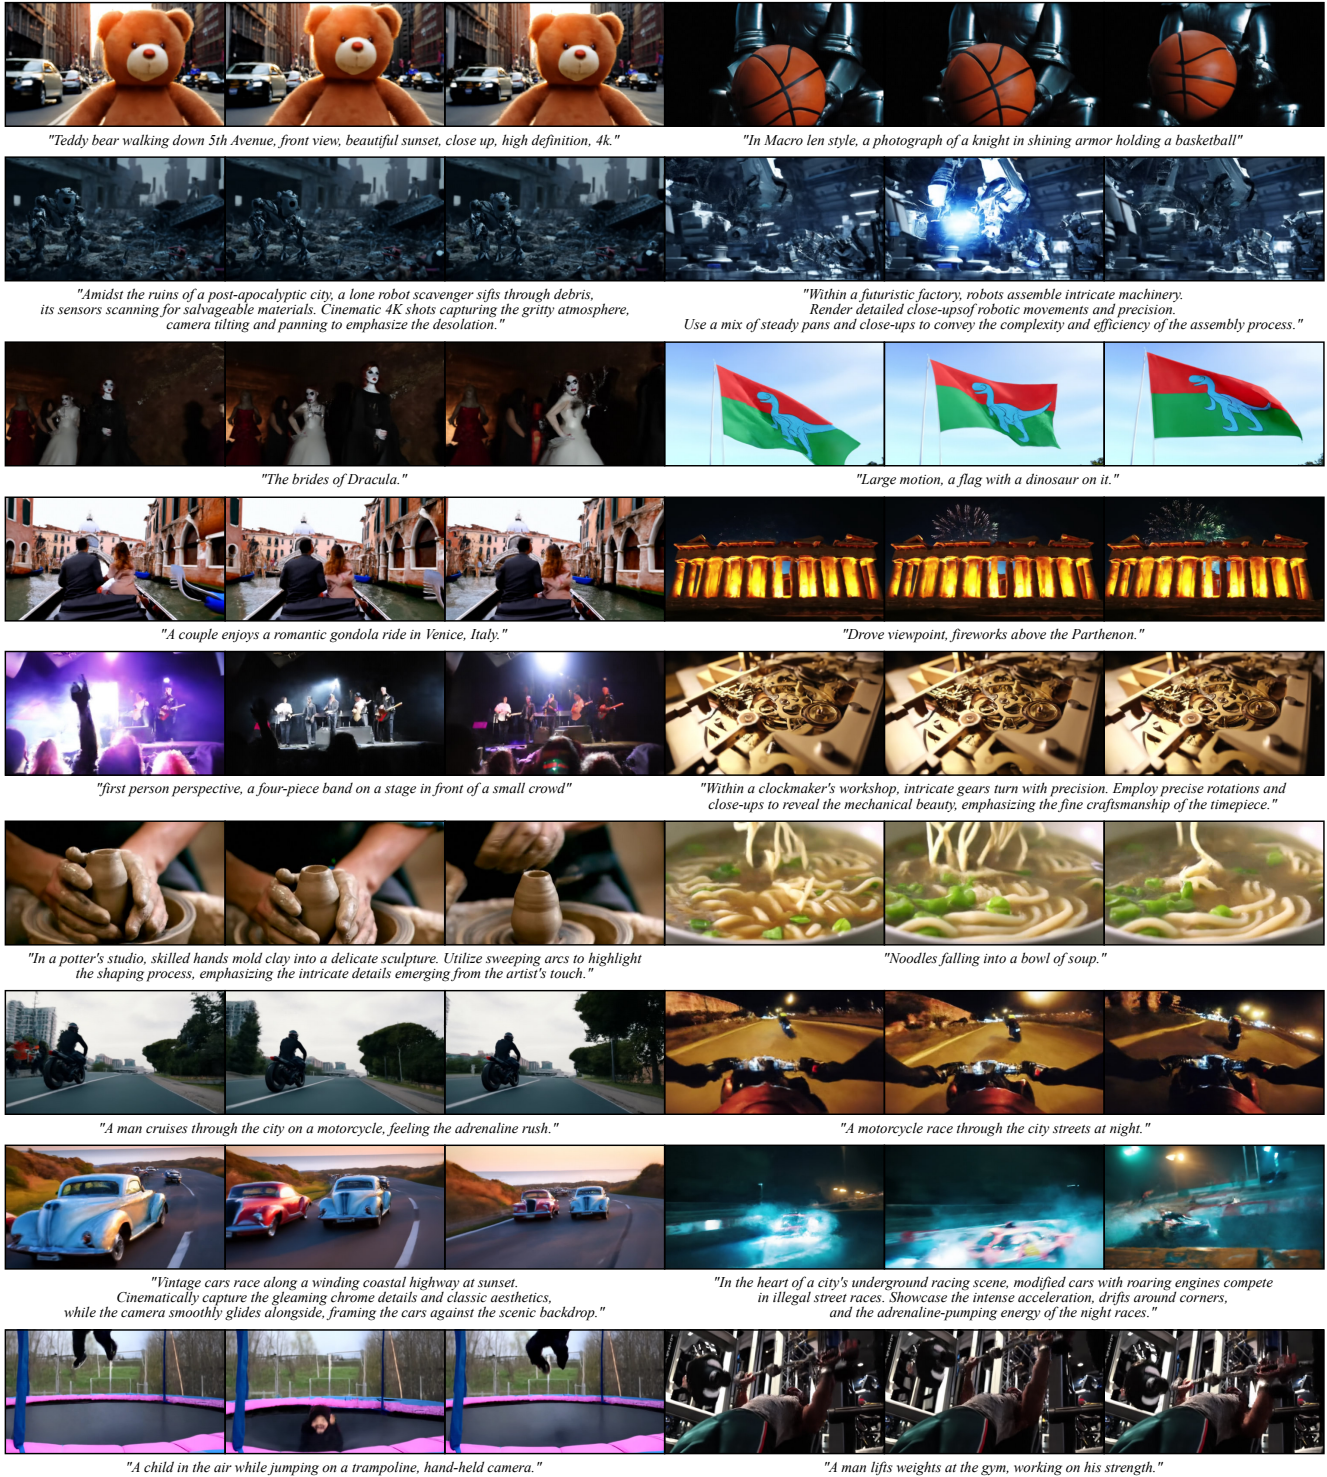 "Teddy bear walking down 5th Avenue, front view, beautiful sunset, close up, high definition, 4k."
"In Macro len style, a photograph of a knight in shining armor holding a basketball"
"Amidst the ruins of a post-apocalyptic city, a lone robot scavenger sifts through debris,
its sensors scanning for salvageable materials. Cinematic 4K shots capturing the gritty atmosphere,
camera tilting and panning to emphasize the desolation."
"Within a futuristic factory, robots assemble intricate machinery.
Render detailed close-upsof robotic movements and precision.
Use a mix of steady pans and close-ups to convey the complexity and efficiency of the assembly process."
"The brides of Dracula."
"Large motion, a flag with a dinosaur on it."
"A couple enjoys a romantic gondola ride in Venice, Italy."
"Drove viewpoint, fireworks above the Parthenon."
"first person perspective, a four-piece band on a stage in front of a small crowd"
"Within a clockmaker's workshop, intricate gears turn with precision. Employ precise rotations and
close-ups to reveal the mechanical beauty, emphasizing the fine craftsmanship of the timepiece."
"In a potter's studio, skilled hands mold clay into a delicate sculpture. Utilize sweeping arcs to highlight
the shaping process, emphasizing the intricate details emerging from the artist's touch."
"Noodles falling into a bowl of soup."
"A man cruises through the city on a motorcycle, feeling the adrenaline rush."
"A motorcycle race through the city streets at night."
"Vintage cars race along a winding coastal highway at sunset.
Cinematically capture the gleaming chrome details and classic aesthetics,
while the camera smoothly glides alongside, framing the cars against the scenic backdrop."
"In the heart of a city's underground racing scene, modified cars with roaring engines compete
in illegal street races. Showcase the intense acceleration, drifts around corners,
and the adrenaline-pumping energy of the night races."
"A child in the air while jumping on a trampoline, hand-held camera."
"A man lifts weights at the gym, working on his strength."